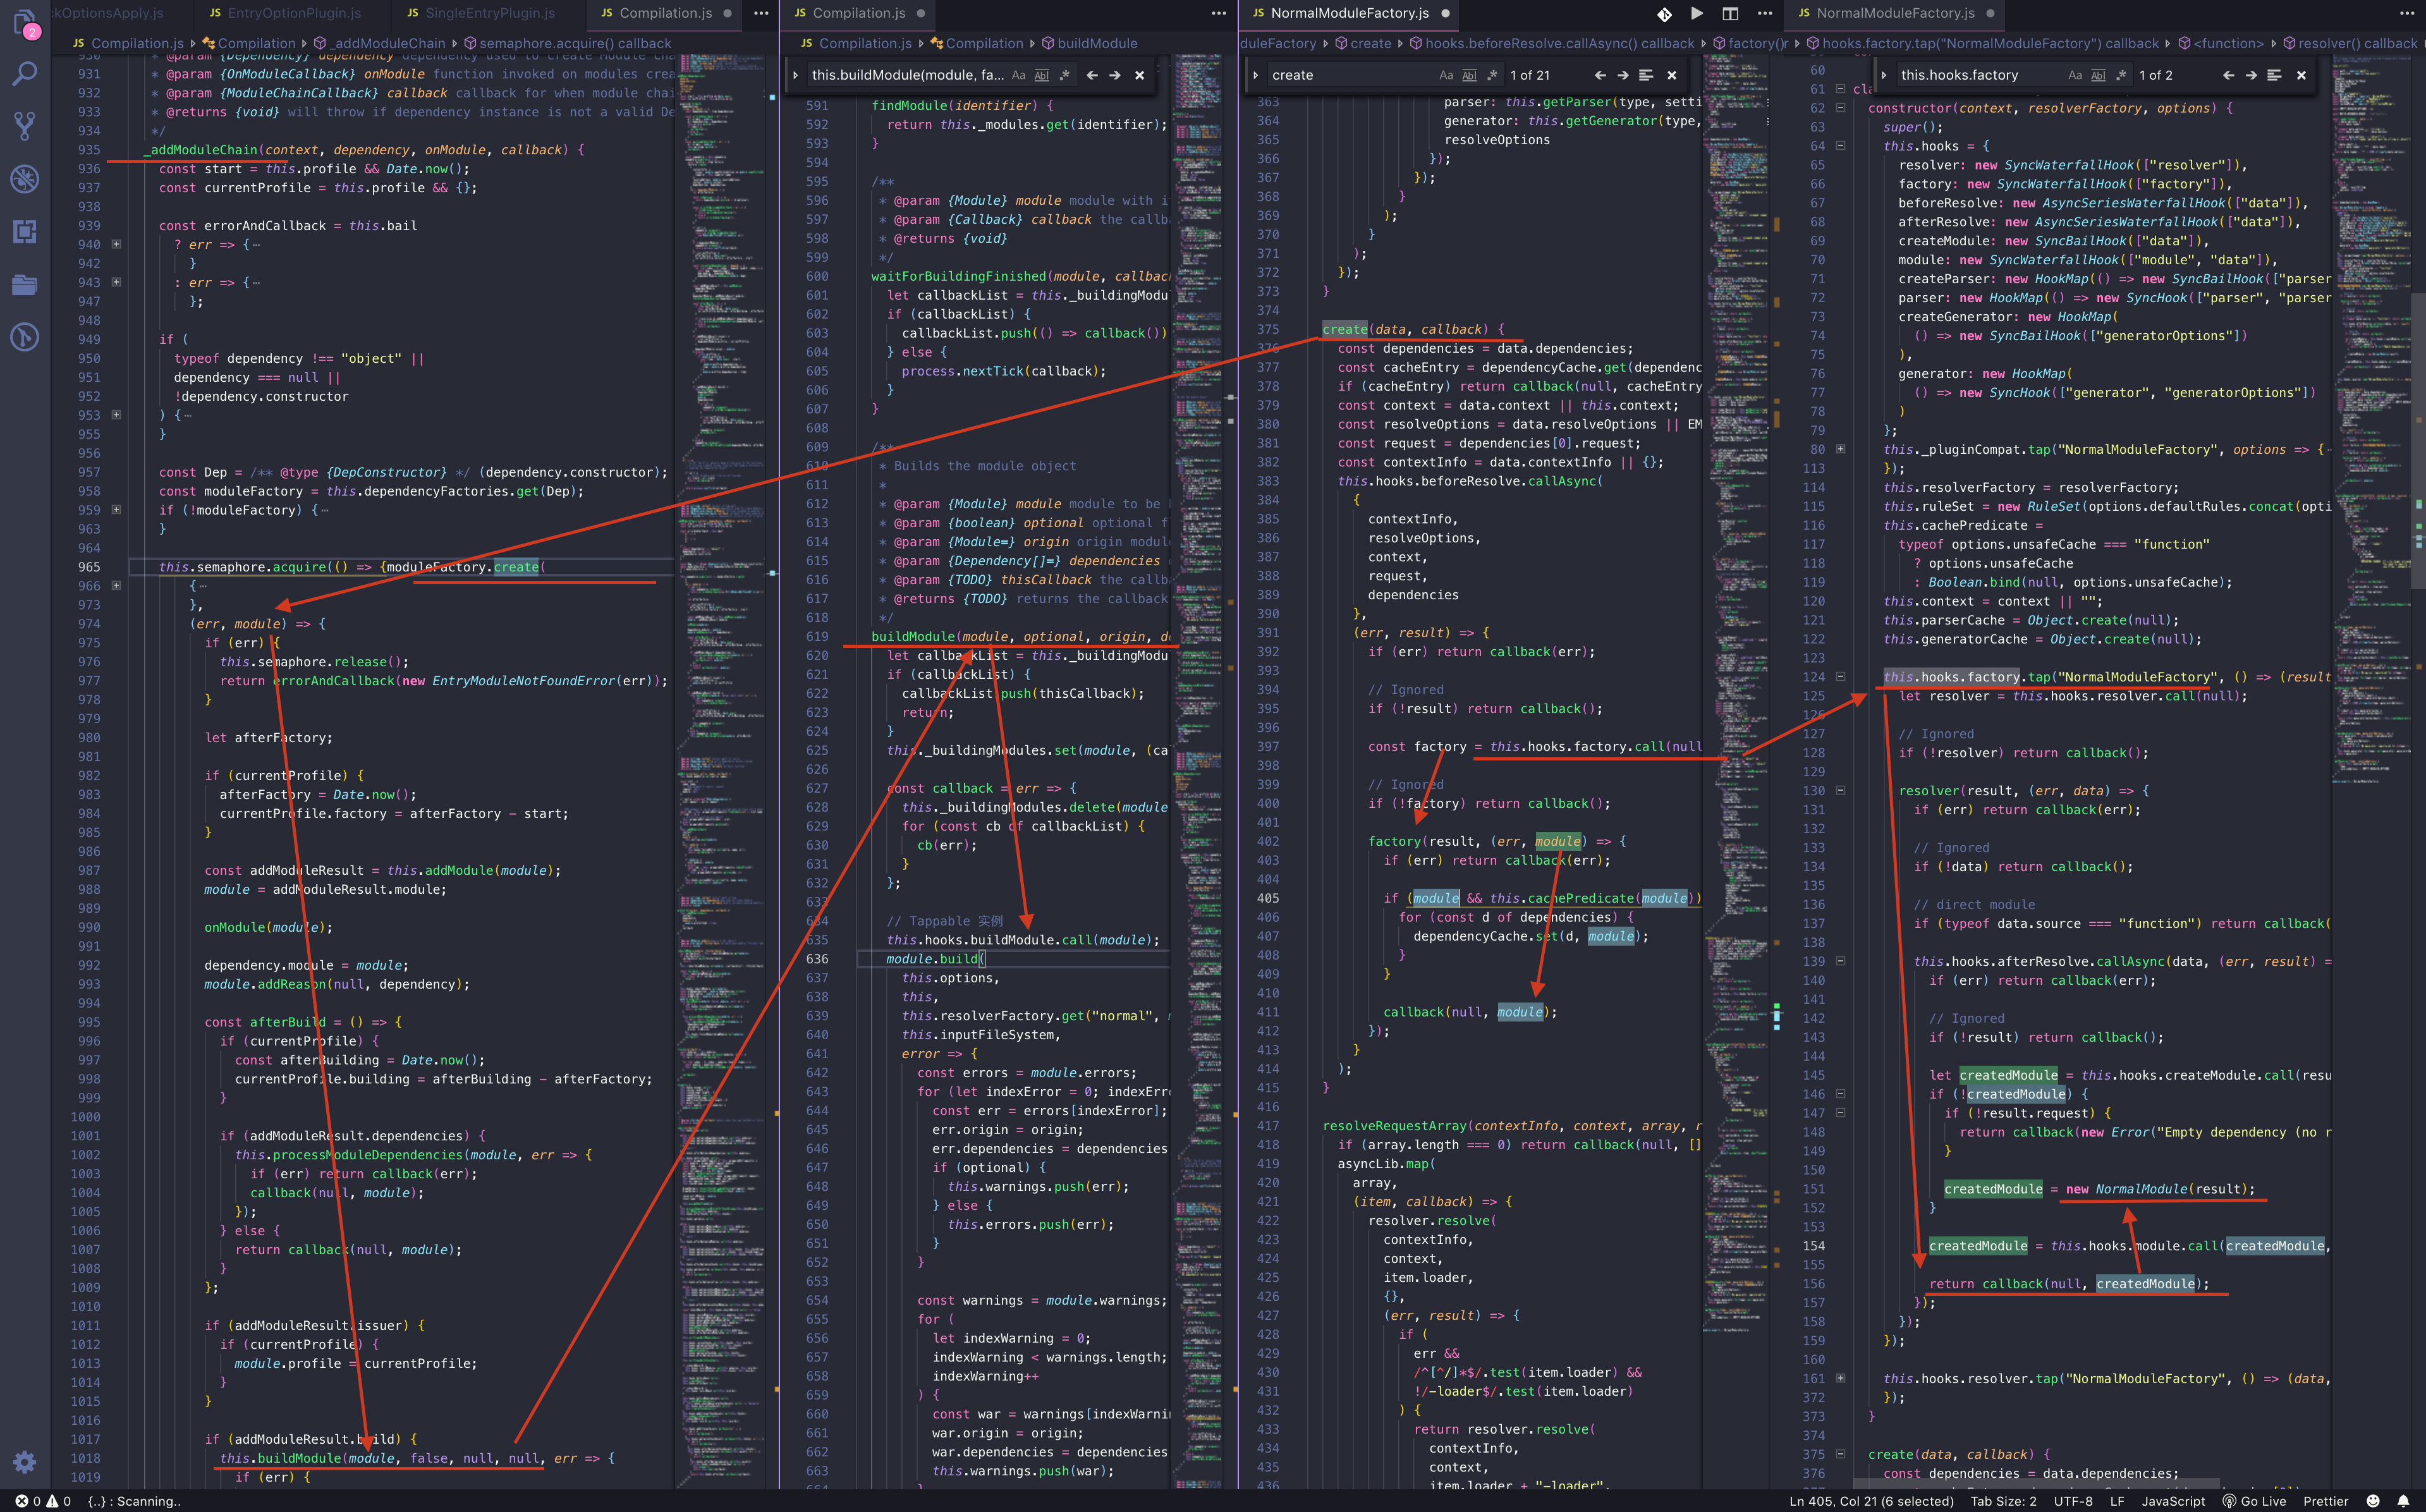 ckOptionsApply.js
JS EntryOptionPlugin.js
JS SingleEntryPlugin.js
JS Compilation.js
JS Compilation.js > Compilation > _addModuleChain > semaphore.acquire() callback
931 * @param {OnModuleCallback} onModule function invoked on modules crea
932 * @param {ModuleChainCallback} callback callback for when module chai
933 * @returns {void} will throw if dependency instance is not a valid De
934 */
935 _addModuleChain(context, dependency, onModule, callback) {
936 const start = this.profile && Date.now();
937 const currentProfile = this.profile && {};
938
939 const errorAndCallback = this.bail
940 ? err => {…
942 }
943 : err => {…
947 };
948
949 if (
950 typeof dependency !== "object" ||
951 dependency === null ||
952 !dependency.constructor
953 ) {…
955 }
956
957 const Dep = /** @type {DepConstructor} */ (dependency.constructor);
958 const moduleFactory = this.dependencyFactories.get(Dep);
959 if (!moduleFactory) {…
963 }
964
965 this.semaphore.acquire(() => {moduleFactory.create(
966 {…
973 },
974 (err, module) => {
975 if (err) {
976 this.semaphore.release();
977 return errorAndCallback(new EntryModuleNotFoundError(err));
978 }
979
980 let afterFactory;
981
982 if (currentProfile) {
983 afterFactory = Date.now();
984 currentProfile.factory = afterFactory - start;
985 }
986
987 const addModuleResult = this.addModule(module);
988 module = addModuleResult.module;
989
990 onModule(module);
991
992 dependency.module = module;
993 module.addReason(null, dependency);
994
995 const afterBuild = () => {
996 if (currentProfile) {
997 const afterBuilding = Date.now();
998 currentProfile.building = afterBuilding - afterFactory;
999 }
1000
1001 if (addModuleResult.dependencies) {
1002 this.processModuleDependencies(module, err => {
1003 if (err) return callback(err);
1004 callback(null, module);
1005 });
1006 } else {
1007 return callback(null, module);
1008 }
1009 };
1010
1011 if (addModuleResult.issuer) {
1012 if (currentProfile) {
1013 module.profile = currentProfile;
1014 }
1015 }
1016
1017 if (addModuleResult.build) {
1018 this.buildModule(module, false, null, null, err => {
1019 if (err) {
JS Compilation.js
JS Compilation.js > Compilation > buildModule
this.buildModule(module, fa...
591 findModule(identifier) {
592 return this._modules.get(identifier);
593 }
594
595 /**
596 * @param {Module} module module with i
597 * @param {Callback} callback the callb
598 * @returns {void}
599 */
600 waitForBuildingFinished(module, callbac
601 let callbackList = this._buildingModu
602 if (callbackList) {
603 callbackList.push(() => callback())
604 } else {
605 process.nextTick(callback);
606 }
607 }
608
609 /**
610 * Builds the module object
611 *
612 * @param {Module} module module to be
613 * @param {boolean} optional optional f
614 * @param {Module=} origin origin modul
615 * @param {Dependency[]=} dependencies
616 * @param {TODO} thisCallback the callb
617 * @returns {TODO} returns the callback
618 */
619 buildModule(module, optional, origin, d
620 let callbackList = this._buildingModu
621 if (callbackList) {
622 callbackList.push(thisCallback);
623 return;
624 }
625 this._buildingModules.set(module, (ca
626
627 const callback = err => {
628 this._buildingModules.delete(module
629 for (const cb of callbackList) {
630 cb(err);
631 }
632 };
633
634 // Tappable 实例
635 this.hooks.buildModule.call(module);
636 module.build(
637 this.options,
638 this,
639 this.resolverFactory.get("normal",
640 this.inputFileSystem,
641 error => {
642 const errors = module.errors;
643 for (let indexError = 0; indexErr
644 const err = errors[indexError];
645 err.origin = origin;
646 err.dependencies = dependencies
647 if (optional) {
648 this.warnings.push(err);
649 } else {
650 this.errors.push(err);
651 }
652 }
653
654 const warnings = module.warnings;
655 for (
656 let indexWarning = 0;
657 indexWarning < warnings.length;
658 indexWarning++
659 ) {
660 const war = warnings[indexWarnin
661 war.origin = origin;
662 war.dependencies = dependencies
663 this.warnings.push(war);
JS NormalModuleFactory.js
duleFactory > create > hooks.beforeResolve.callAsync() callback > factory()
create
1 of 21
363 parser: this.getParser(type, setti
364 generator: this.getGenerator(type,
365 resolveOptions
366 });
367 });
368 }
369 );
370 }
371 );
372 });
373 }
374
375 create(data, callback) {
376 const dependencies = data.dependencies;
377 const cacheEntry = dependencyCache.get(dependenc
378 if (cacheEntry) return callback(null, cacheEntry
379 const context = data.context || this.context;
380 const resolveOptions = data.resolveOptions || EM
381 const request = dependencies[0].request;
382 const contextInfo = data.contextInfo || {};
383 this.hooks.beforeResolve.callAsync(
384 {
385 contextInfo,
386 resolveOptions,
387 context,
388 request,
389 dependencies
390 },
391 (err, result) => {
392 if (err) return callback(err);
393
394 // Ignored
395 if (!result) return callback();
396
397 const factory = this.hooks.factory.call(null
398
399 // Ignored
400 if (!factory) return callback();
401
402 factory(result, (err, module) => {
403 if (err) return callback(err);
404
405 if (module && this.cachePredicate(module))
406 for (const d of dependencies) {
407 dependencyCache.set(d, module);
408 }
409 }
410
411 callback(null, module);
412 });
413 }
414 );
415 }
416
417 resolveRequestArray(contextInfo, context, array, r
418 if (array.length === 0) return callback(null, []
419 asyncLib.map(
420 array,
421 (item, callback) => {
422 resolver.resolve(
423 contextInfo,
424 context,
425 item.loader,
426 {},
427 (err, result) => {
428 if (
429 err &&
430 /^[^/]*$/.test(item.loader) &&
431 !/-loader$/.test(item.loader)
432 ) {
433 return resolver.resolve(
434 contextInfo,
435 context,
436 item.loader + "-loader",
JS NormalModuleFactory.js
hooks.factory.tap("NormalModuleFactory") callback > <function> > resolver() callback
this.hooks.factory
1 of 2
60
61 cla
62 constructor(context, resolverFactory, options) {
63 super();
64 this.hooks = {
65 resolver: new SyncWaterfallHook(["resolver"]),
66 factory: new SyncWaterfallHook(["factory"]),
67 beforeResolve: new AsyncSeriesWaterfallHook(["data"]),
68 afterResolve: new AsyncSeriesWaterfallHook(["data"]),
69 createModule: new SyncBailHook(["data"]),
70 module: new SyncWaterfallHook(["module", "data"]),
71 createParser: new HookMap(() => new SyncBailHook(["parser
72 parser: new HookMap(() => new SyncHook(["parser", "parser
73 createGenerator: new HookMap(
74 () => new SyncBailHook(["generatorOptions"])
75 ),
76 generator: new HookMap(
77 () => new SyncHook(["generator", "generatorOptions"])
78 )
79 };
80 this._pluginCompat.tap("NormalModuleFactory", options => {…
113 });
114 this.resolverFactory = resolverFactory;
115 this.ruleSet = new RuleSet(options.defaultRules.concat(opti
116 this.cachePredicate =
117 typeof options.unsafeCache === "function"
118 ? options.unsafeCache
119 : Boolean.bind(null, options.unsafeCache);
120 this.context = context || "";
121 this.parserCache = Object.create(null);
122 this.generatorCache = Object.create(null);
123
124 this.hooks.factory.tap("NormalModuleFactory", () => (result
125 let resolver = this.hooks.resolver.call(null);
126
127 // Ignored
128 if (!resolver) return callback();
129
130 resolver(result, (err, data) => {
131 if (err) return callback(err);
132
133 // Ignored
134 if (!data) return callback();
135
136 // direct module
137 if (typeof data.source === "function") return callback(
138
139 this.hooks.afterResolve.callAsync(data, (err, result) =
140 if (err) return callback(err);
141
142 // Ignored
143 if (!result) return callback();
144
145 let createdModule = this.hooks.createModule.call(resu
146 if (!createdModule) {
147 if (!result.request) {
148 return callback(new Error("Empty dependency (no r
149 }
150
151 createdModule = new NormalModule(result);
152 }
153
154 createdModule = this.hooks.module.call(createdModule,
155
156 return callback(null, createdModule);
157 });
158 });
159 });
160
161 this.hooks.resolver.tap("NormalModuleFactory", () => (data,
372 });
373 }
374
375 create(data, callback) {
376 const dependencies = data.dependencies;
2
0 0 {..} : Scanning..
Ln 405, Col 21 (6 selected) Tab Size: 2 UTF-8 LF JavaScript Go Live Prettier